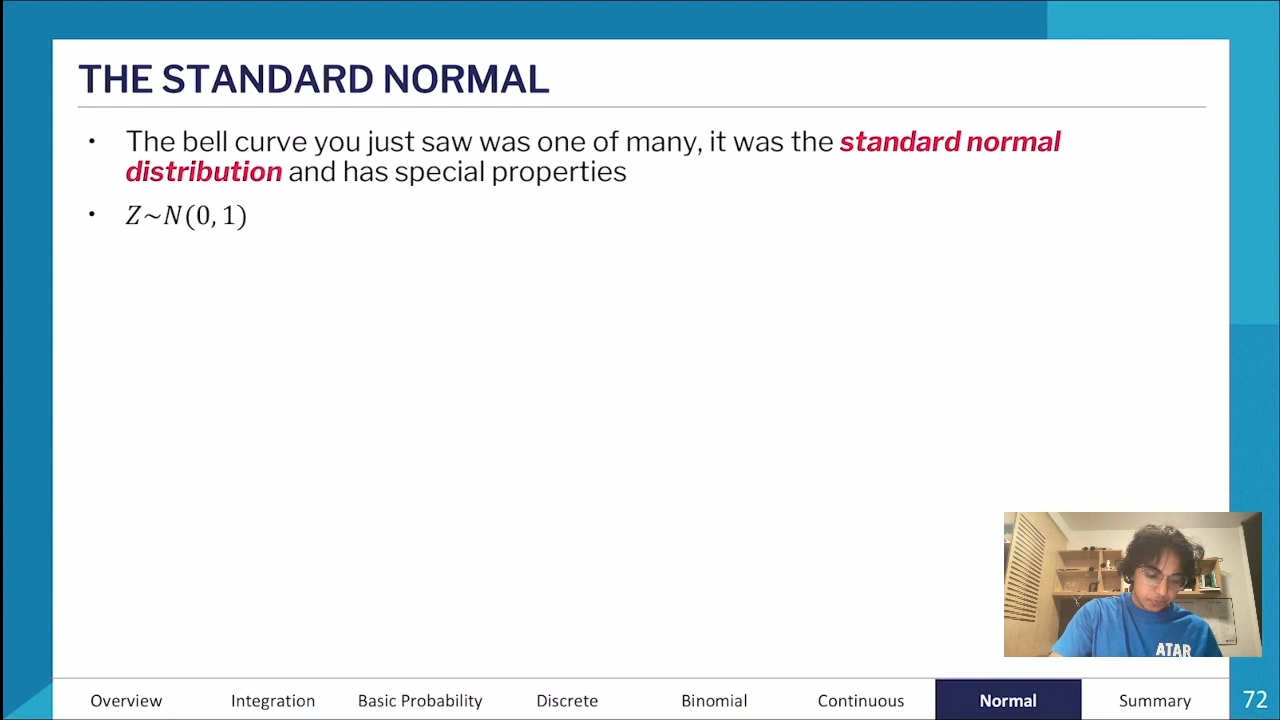 THE STANDARD NORMAL
• The bell curve you just saw was one of many, it was the standard normal
distribution and has special properties
• Z~N(0, 1)
ATAR
Overview Integration Basic Probability Discrete Binomial Continuous Normal Summary 72